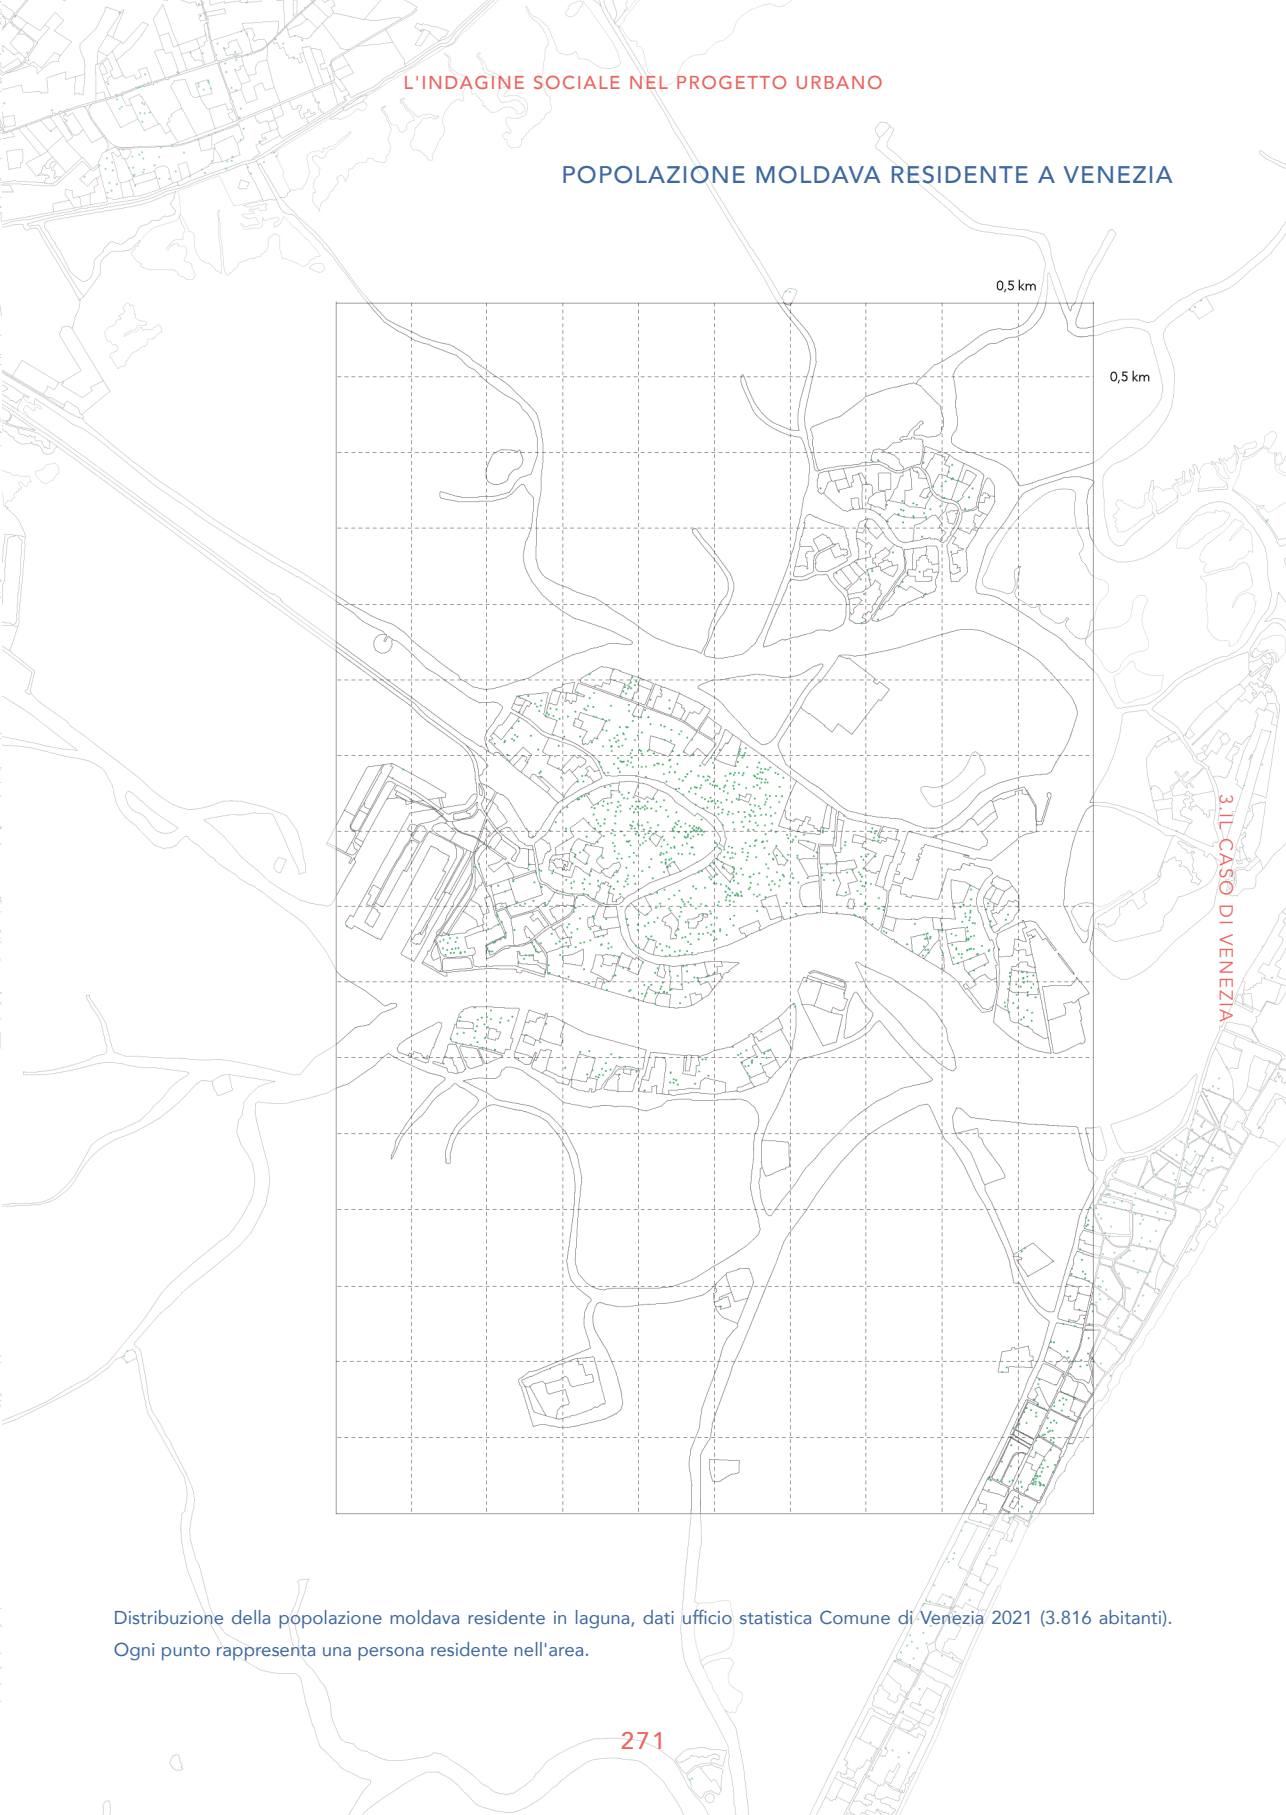 L'INDAGINE SOCIALE NEL PROGETTO URBANO
POPOLAZIONE MOLDAVA RESIDENTE A VENEZIA
0,5 km
0,5 km
3.IL CASO DI VENEZIA
Distribuzione della popolazione moldava residente in laguna, dati ufficio statistica Comune di Venezia 2021 (3.816 abitanti).
Ogni punto rappresenta una persona residente nell'area.
271